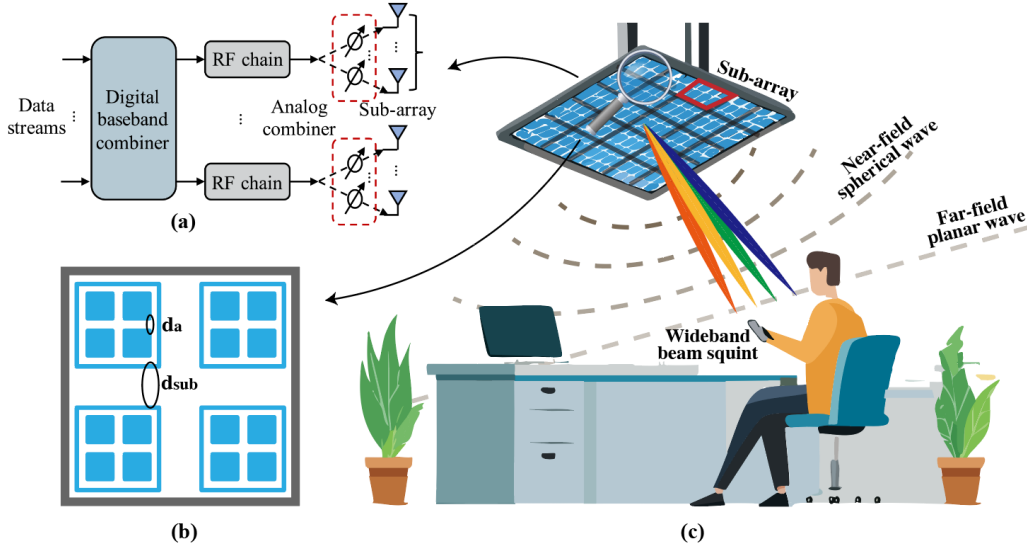 (a)
Data
streams
Digital
baseband
combiner
RF chain
RF chain
Analog
combiner
Sub-array
Sub-array
Near-field
spherical wave
Far-field
planar wave
Wideband
beam squint
da
dsub
(b)
(c)